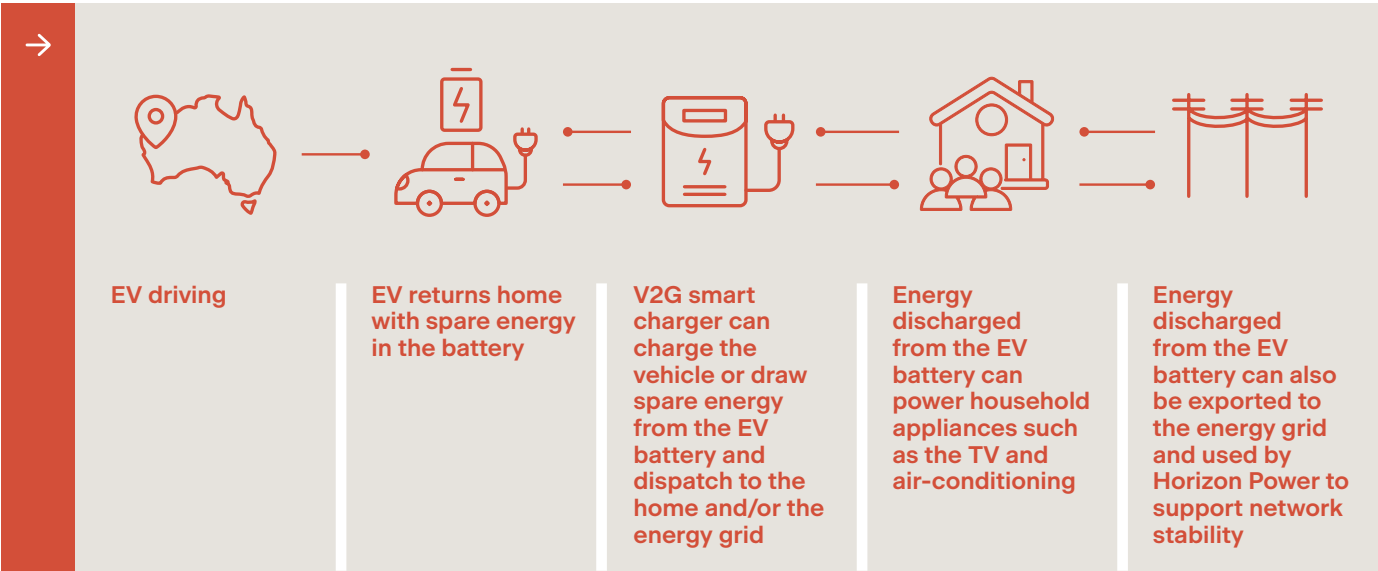 EV driving
EV returns home
with spare energy
in the battery
V2G smart
charger can
charge the
vehicle or draw
spare energy
from the EV
battery and
dispatch to the
home and/or the
energy grid
Energy
discharged
from the EV
battery can
power household
appliances such
as the TV and
air-conditioning
Energy
discharged
from the EV
battery can also
be exported to
the energy grid
and used by
Horizon Power to
support network
stability